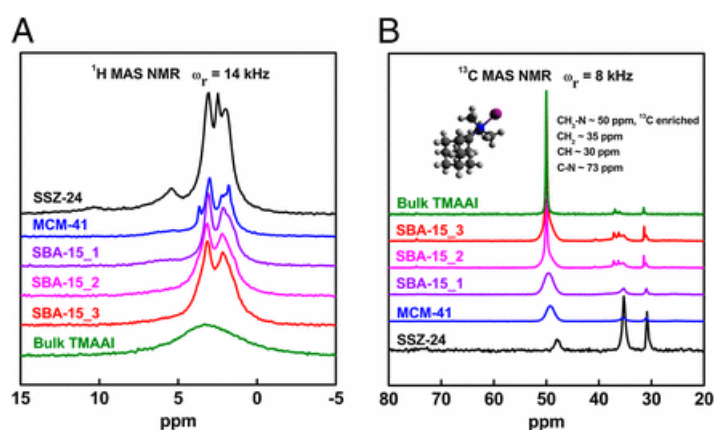 A
¹H MAS NMR ωr = 14 kHz
SSZ-24
MCM-41
SBA-15_1
SBA-15_2
SBA-15_3
Bulk TMAAI
15 10 5 0 -5
ppm
B
¹³C MAS NMR ωr = 8 kHz
CH₃-N ~ 50 ppm, ¹³C enriched
CH₂ ~ 35 ppm
CH ~ 30 ppm
C-N ~ 73 ppm
Bulk TMAAI
SBA-15_3
SBA-15_2
SBA-15_1
MCM-41
SSZ-24
80 70 60 50 40 30 20
ppm